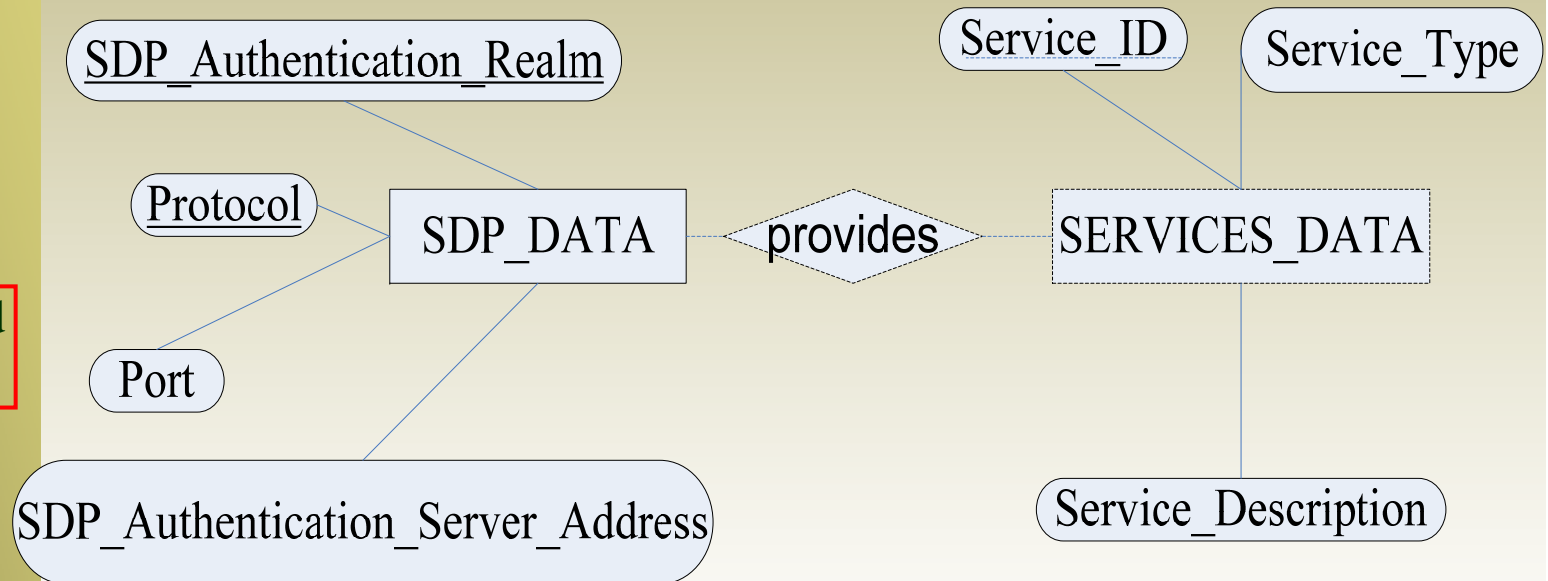 SDP_Authentication_Realm
Service_ID
Service_Type
Protocol
SDP_DATA
provides
SERVICES_DATA
Port
SDP_Authentication_Server_Address
Service_Description